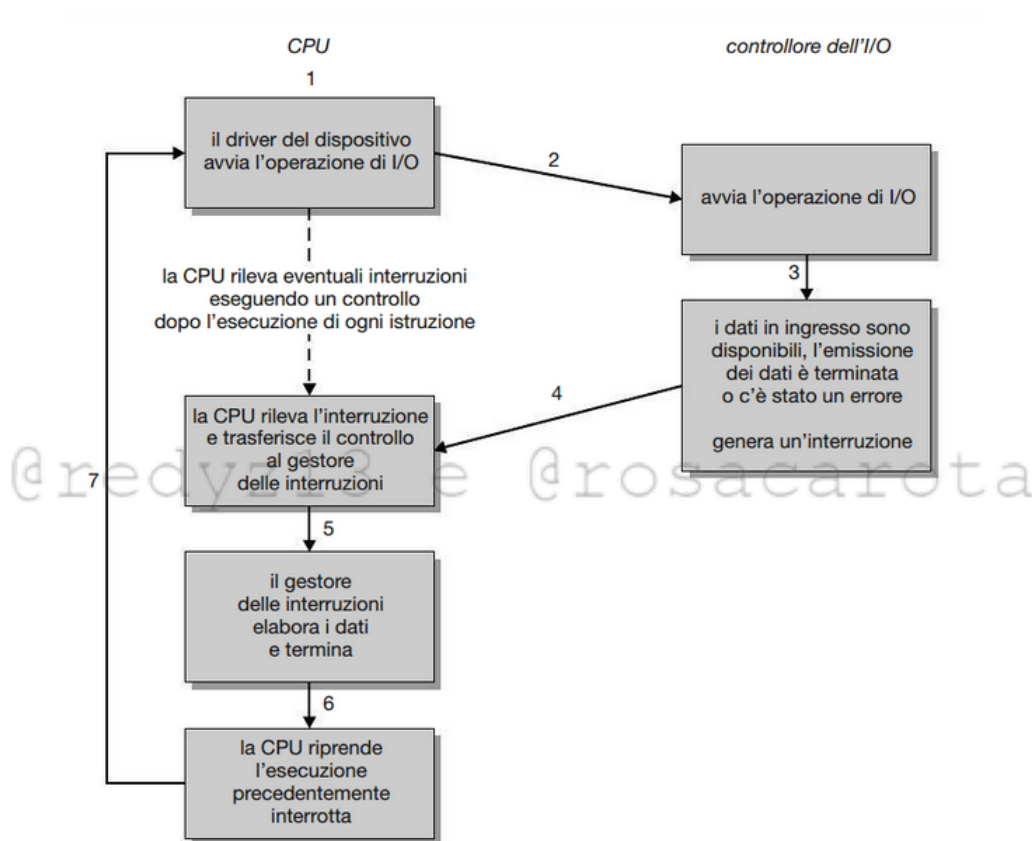 CPU
controllore dell'I/O
1
il driver del dispositivo
avvia l'operazione di I/O
2
avvia l'operazione di I/O
la CPU rileva eventuali interruzioni
eseguendo un controllo
dopo l'esecuzione di ogni istruzione
3
i dati in ingresso sono
disponibili, l'emissione
dei dati è terminata
o c'è stato un errore
genera un'interruzione
4
la CPU rileva l'interruzione
e trasferisce il controllo
al gestore
delle interruzioni
@redyz13 e @rosacarota
7
5
il gestore
delle interruzioni
elabora i dati
e termina
6
la CPU riprende
l'esecuzione
precedentemente
interrotta